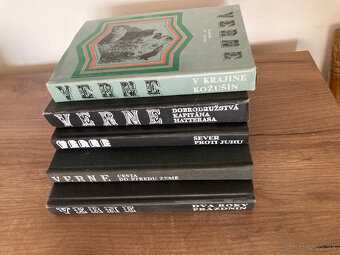 VERNE
VERNE
V KRAJINE
KOŽUŠÍN
VERNE
DOBRODRUŽSTVÁ
KAPITÁNA
HATTERASA
VERNE
SEVER
PROTI JUHU
VERNE
CESTA
DO STREDU ZEME
VERNE
DVA ROKY
PRÁZDNIN